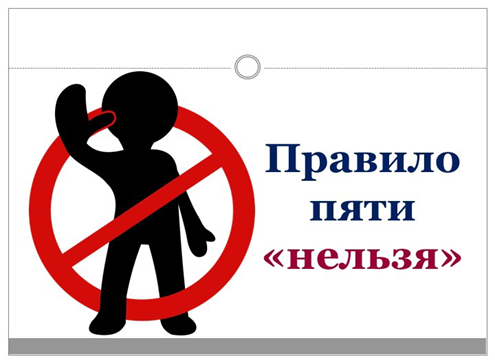 Правило
пяти
«нельзя»